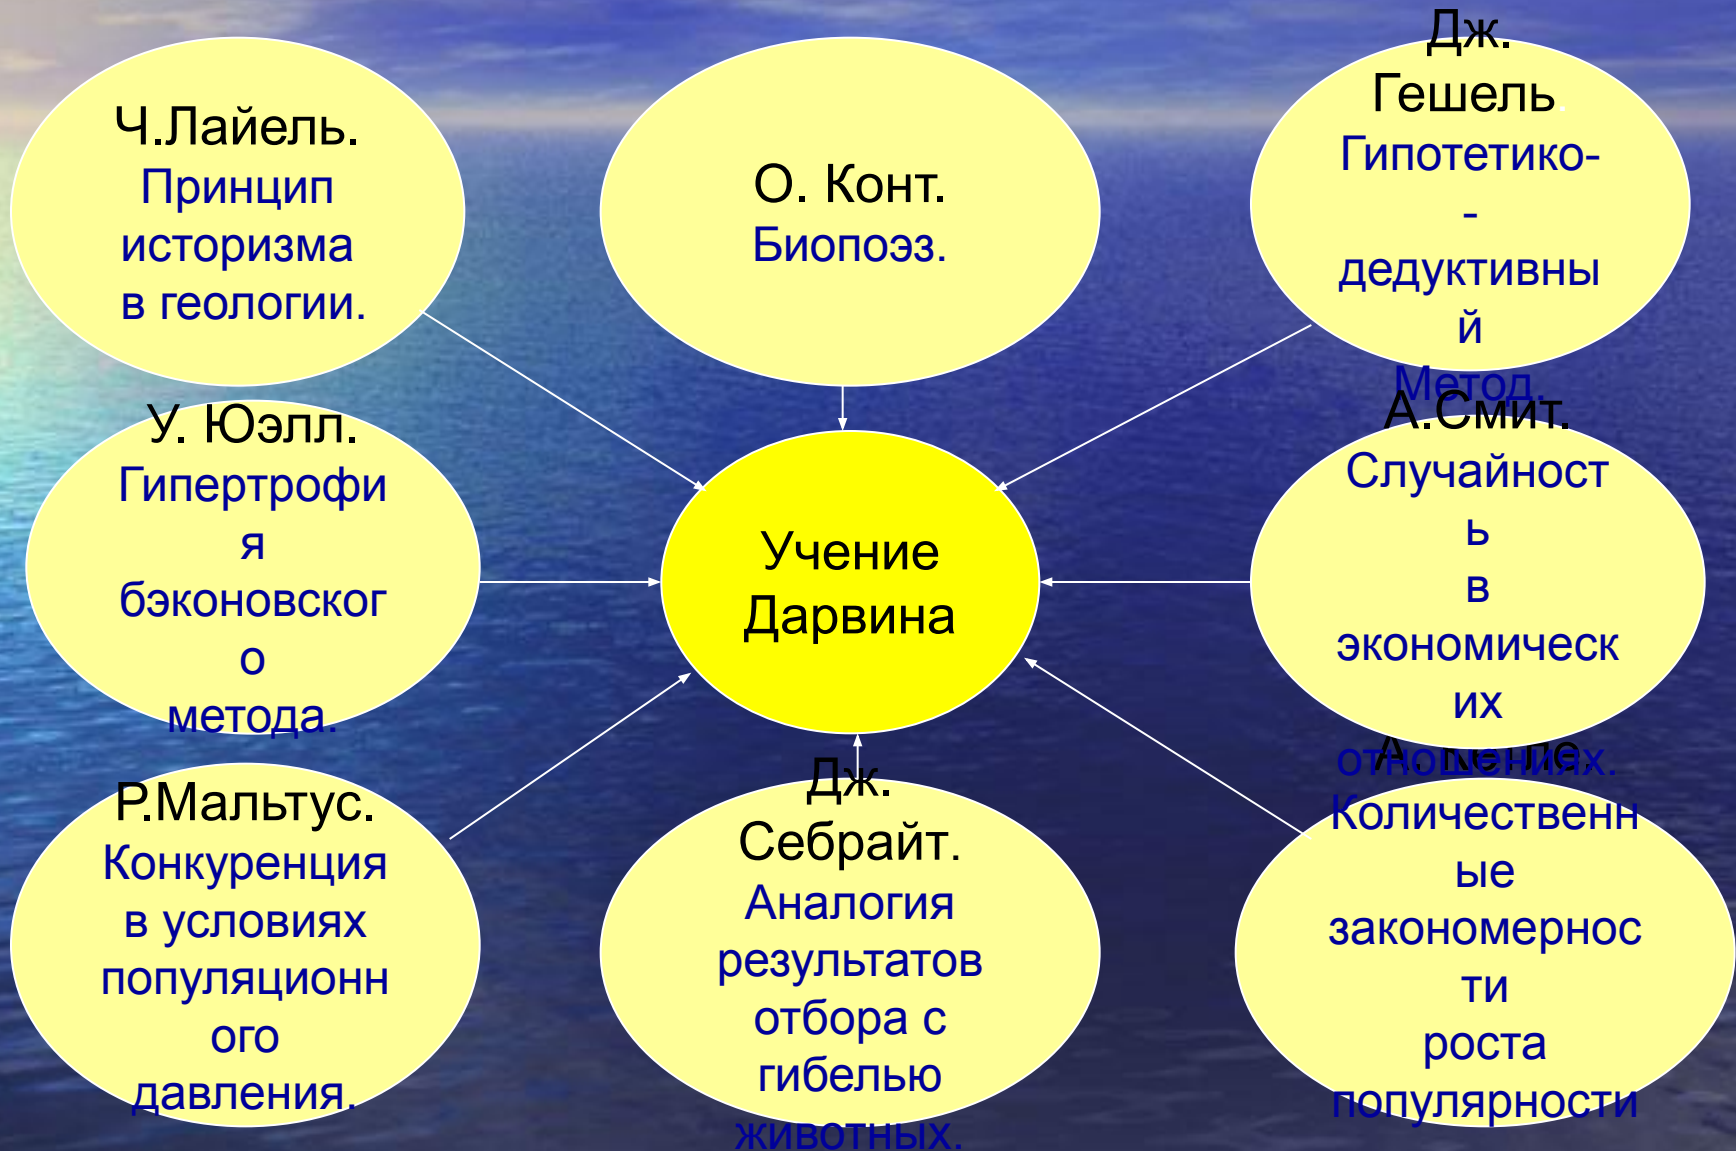 Ч.Лайель.
Принцип
историзма
в геологии.
О. Конт.
Биопоэз.
Дж.
Гешель.
Гипотетико-
-
дедуктивны
й
Метод.
У. Юэлл.
Гипертрофи
я
бэконовског
о
метода.
Учение
Дарвина
А.Смит.
Случайност
ь
в
экономическ
их
отношениях.
Р.Мальтус.
Конкуренция
в условиях
популяционн
ого
давления.
Дж.
Себрайт.
Аналогия
результатов
отбора с
гибелью
животных.
А.
Количественн
ые
закономернос
ти
роста
популярности